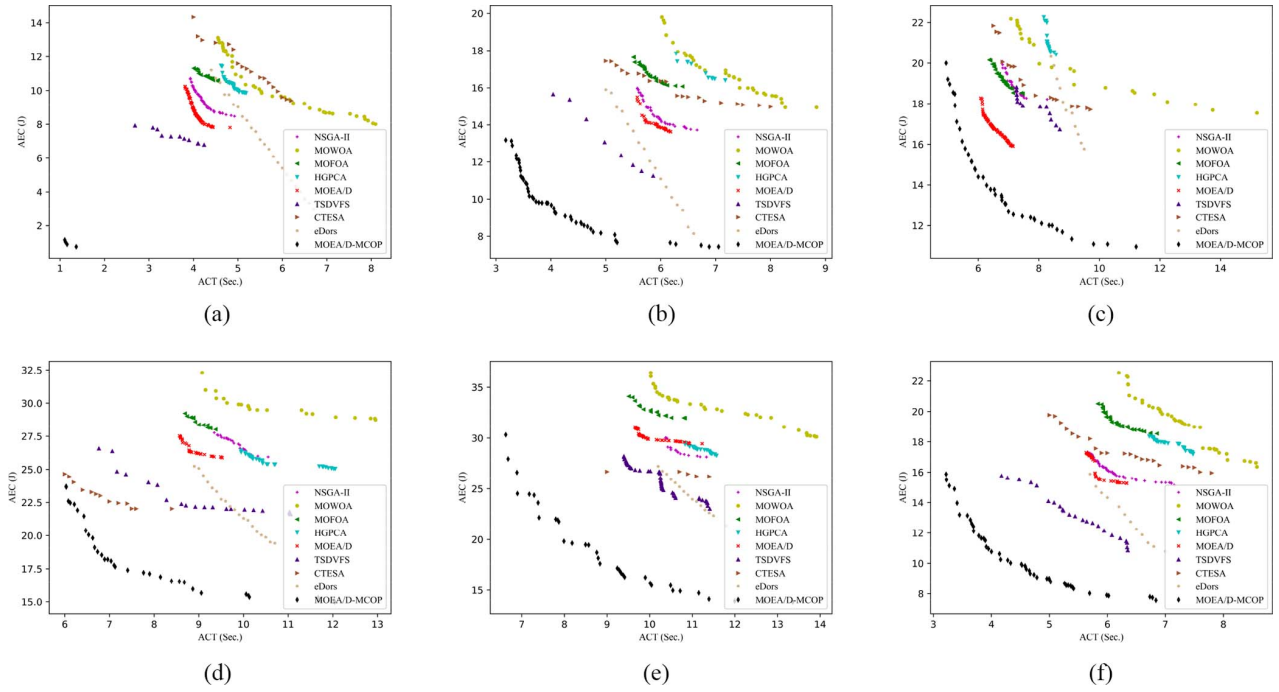 14
12
10
8
6
4
2
AEC (J)
1 2 3 4 5 6 7 8
ACT (Sec.)
NSGA-II
MOWOA
MOFOA
HGPCA
MOEA/D
TSDVFS
CTESA
eDors
MOEA/D-MCOP
(a)
20
18
16
14
12
10
8
AEC (J)
3 4 5 6 7 8 9
ACT (Sec.)
NSGA-II
MOWOA
MOFOA
HGPCA
MOEA/D
TSDVFS
CTESA
eDors
MOEA/D-MCOP
(b)
22
20
18
16
14
12
AEC (J)
6 8 10 12 14
ACT (Sec.)
NSGA-II
MOWOA
MOFOA
HGPCA
MOEA/D
TSDVFS
CTESA
eDors
MOEA/D-MCOP
(c)
32.5
30.0
27.5
25.0
22.5
20.0
17.5
15.0
AEC (J)
6 7 8 9 10 11 12 13
ACT (Sec.)
NSGA-II
MOWOA
MOFOA
HGPCA
MOEA/D
TSDVFS
CTESA
eDors
MOEA/D-MCOP
(d)
35
30
25
20
15
AEC (J)
7 8 9 10 11 12 13 14
ACT (Sec.)
NSGA-II
MOWOA
MOFOA
HGPCA
MOEA/D
TSDVFS
CTESA
eDors
MOEA/D-MCOP
(e)
22
20
18
16
14
12
10
8
AEC (J)
3 4 5 6 7 8
ACT (Sec.)
NSGA-II
MOWOA
MOFOA
HGPCA
MOEA/D
TSDVFS
CTESA
eDors
MOEA/D-MCOP
(f)